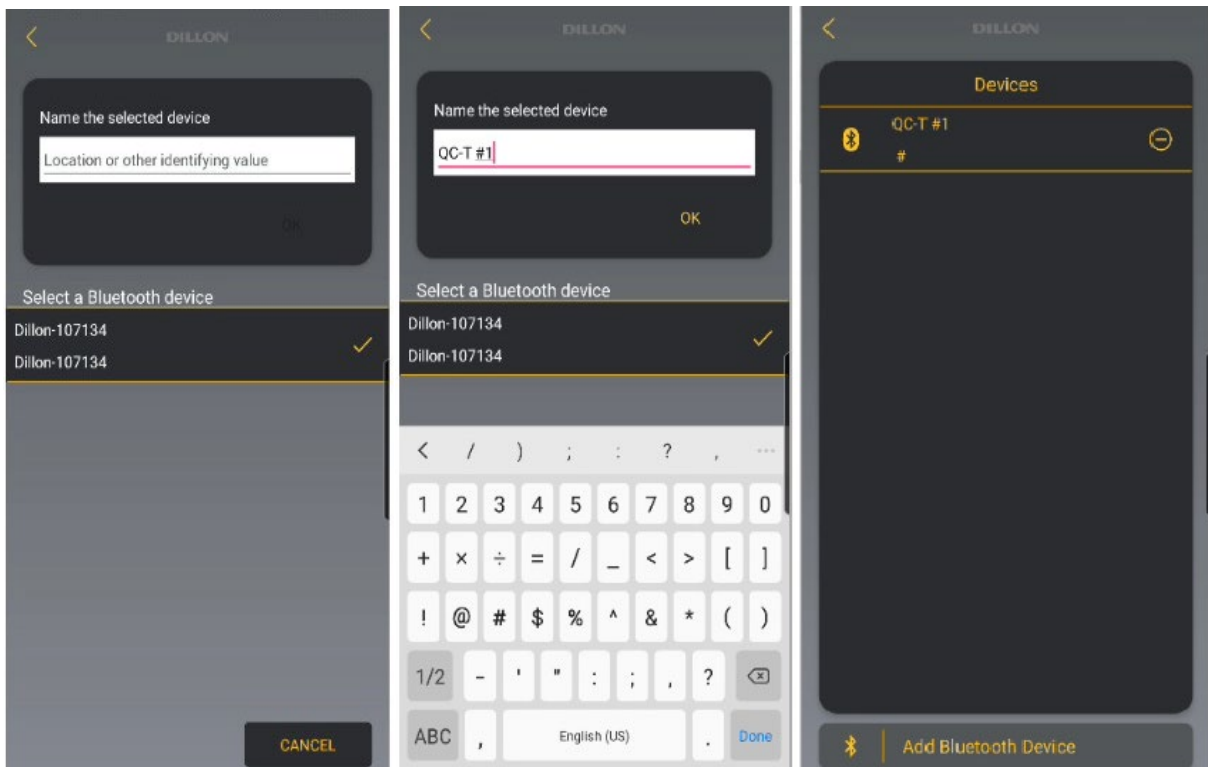 DILLON
Name the selected device
Location or other identifying value
OK
Select a Bluetooth device
Dillon-107134
Dillon-107134
CANCEL
DILLON
Name the selected device
QC-T #1
OK
Select a Bluetooth device
Dillon-107134
Dillon-107134
< / ) ; : ? , ...
1 2 3 4 5 6 7 8 9 0
+ × ÷ = / _ < > [ ]
! @ # $ % ^ & * ( )
1/2 - ' " : ; , ?
ABC , English (US) . Done
DILLON
Devices
QC-T #1
#
Add Bluetooth Device